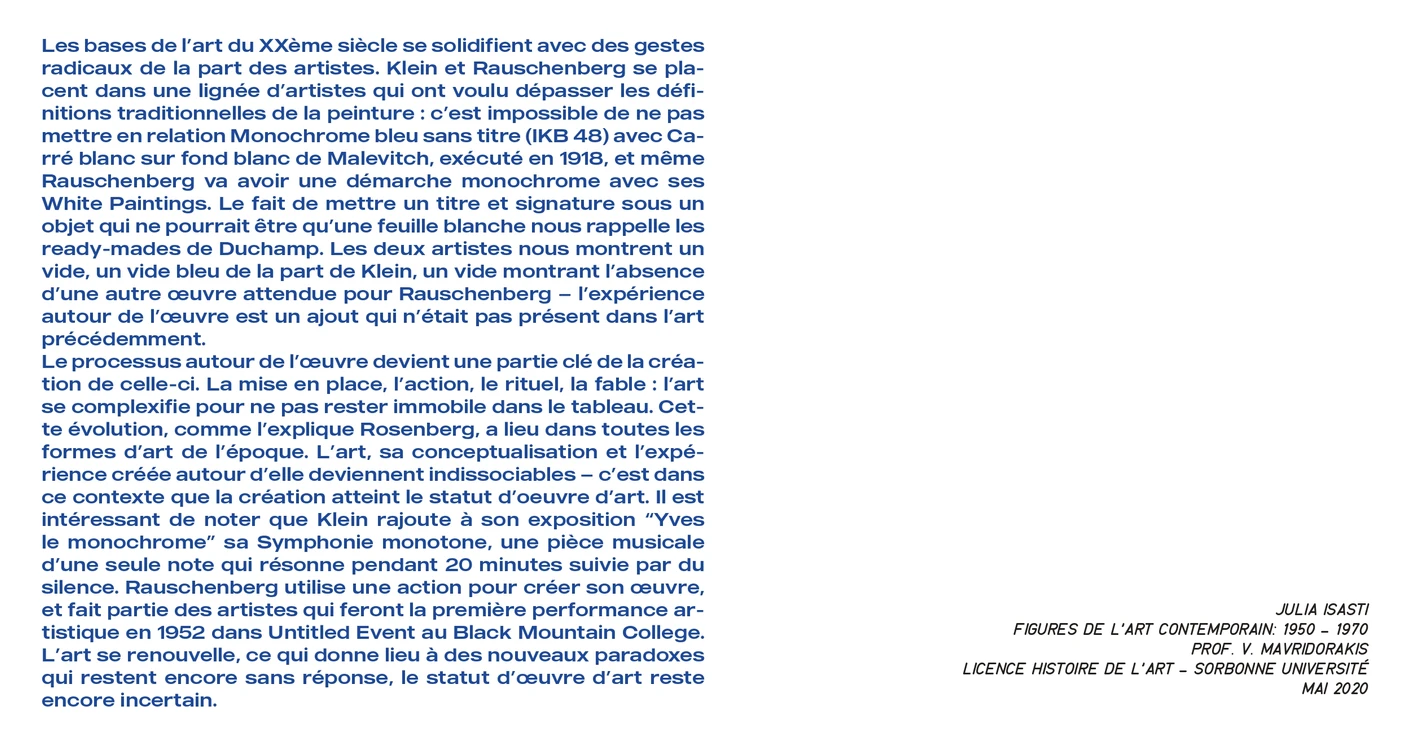 Les bases de l’art du XXème siècle se solidifient avec des gestes
radicaux de la part des artistes. Klein et Rauschenberg se pla-
cent dans une lignée d’artistes qui ont voulu dépasser les défi-
nitions traditionnelles de la peinture : c’est impossible de ne pas
mettre en relation Monochrome bleu sans titre (IKB 48) avec Ca-
rré blanc sur fond blanc de Malevitch, exécuté en 1918, et même
Rauschenberg va avoir une démarche monochrome avec ses
White Paintings. Le fait de mettre un titre et signature sous un
objet qui ne pourrait être qu’une feuille blanche nous rappelle les
ready-mades de Duchamp. Les deux artistes nous montrent un
vide, un vide bleu de la part de Klein, un vide montrant l’absence
d’une autre œuvre attendue pour Rauschenberg – l’expérience
autour de l’œuvre est un ajout qui n’était pas présent dans l’art
précédemment.
Le processus autour de l’œuvre devient une partie clé de la créa-
tion de celle-ci. La mise en place, l’action, le rituel, la fable : l’art
se complexifie pour ne pas rester immobile dans le tableau. Cet-
te évolution, comme l’explique Rosenberg, a lieu dans toutes les
formes d’art de l’époque. L’art, sa conceptualisation et l’expé-
rience créée autour d’elle deviennent indissociables – c’est dans
ce contexte que la création atteint le statut d’oeuvre d’art. Il est
intéressant de noter que Klein rajoute à son exposition “Yves
le monochrome” sa Symphonie monotone, une pièce musicale
d’une seule note qui résonne pendant 20 minutes suivie par du
silence. Rauschenberg utilise une action pour créer son œuvre,
et fait partie des artistes qui feront la première performance ar-
tistique en 1952 dans Untitled Event au Black Mountain College.
L’art se renouvelle, ce qui donne lieu à des nouveaux paradoxes
qui restent encore sans réponse, le statut d’œuvre d’art reste
encore incertain.
JULIA ISASTI
FIGURES DE L'ART CONTEMPORAIN: 1950 – 1970
PROF. V. MAVRIDORAKIS
LICENCE HISTOIRE DE L'ART – SORBONNE UNIVERSITÉ
MAI 2020